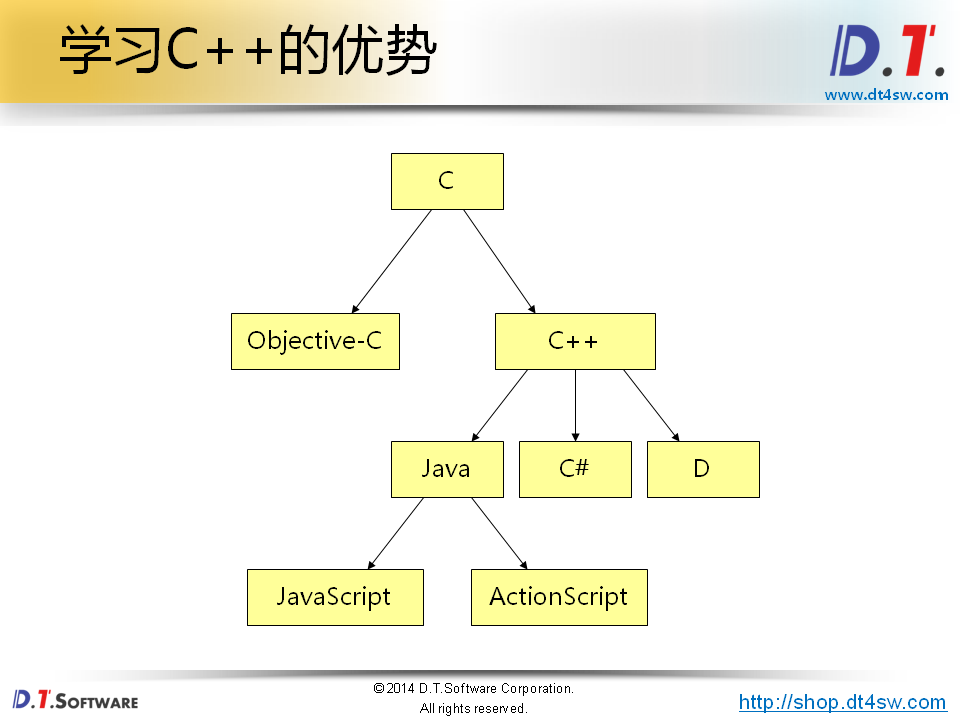 学习C++的优势
D.T.
www.dt4sw.com
C
Objective-C
C++
Java
C#
D
JavaScript
ActionScript
D.T.SOFTWARE
©2014 D.T.Software Corporation.
All rights reserved.
http://shop.dt4sw.com